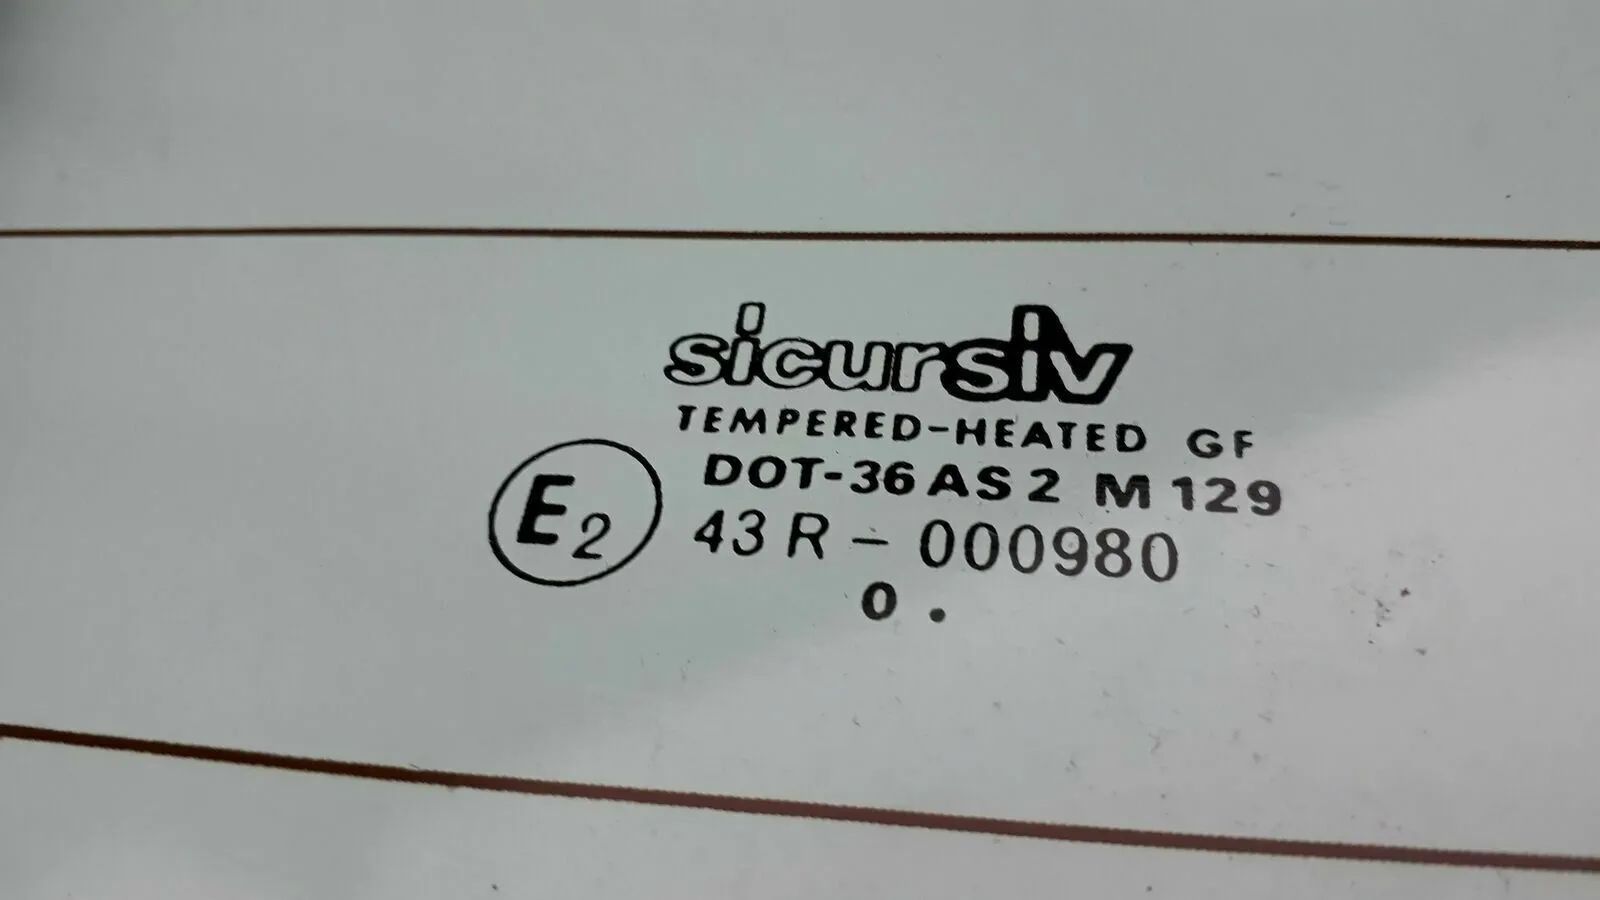 sicursiv
TEMPERED-HEATED GF
DOT-36 AS 2 M 129
E2
43 R - 000980
0 .